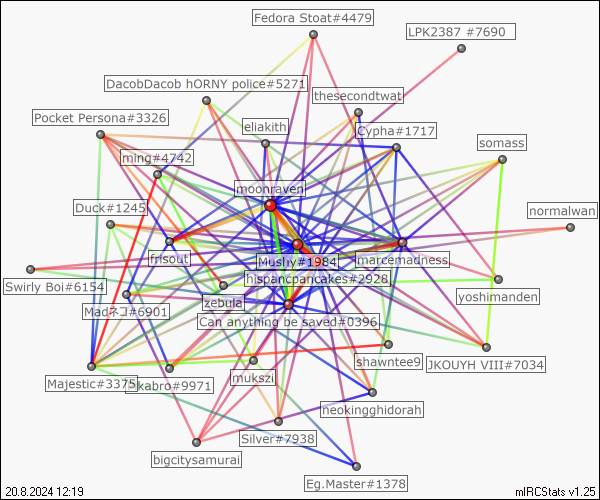 Fedora Stoat#4479
LPK2387 #7690
DacobDacob hORNY police#5271
thesecondtwat
Pocket Persona#3326
eliakith
Cypha#1717
somass
ming#4742
moonraven
Duck#1245
normalwan
frisout
Mushy#1984
marcemadness
Swirly Boi#6154
hispancpancakes#2928
zebula
yoshimanden
Madネコ#6901
Can anything be saved#0396
shawntee9
JKOUYH VIII#7034
Majestic#3375
kabro#9971
mukszi
neokingghidorah
Silver#7938
bigcitysamurai
Eg.Master#1378
20.8.2024 12:19
mIRCStats v1.25